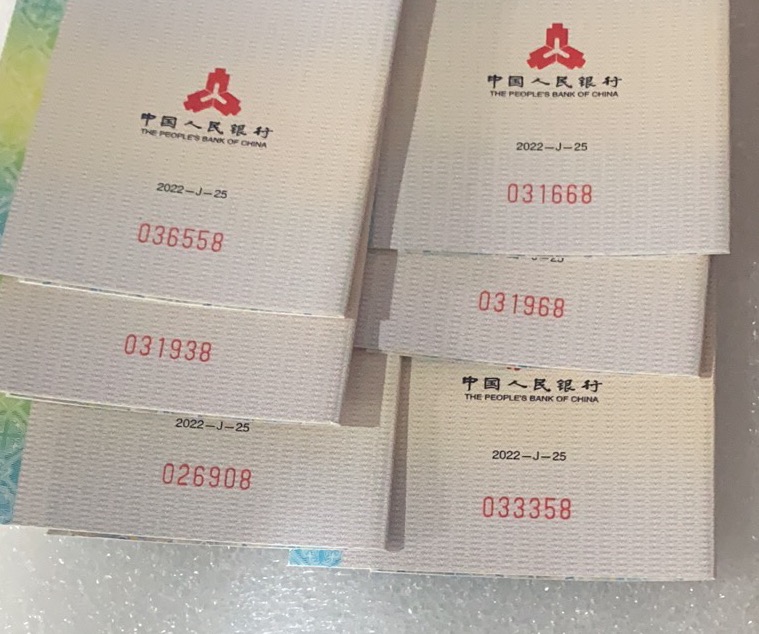 中国人民银行
THE PEOPLE'S BANK OF CHINA
2022-J-25
036558
031938
2022-J-25
026908
中国人民银行
THE PEOPLE'S BANK OF CHINA
2022-J-25
031668
031968
中国人民银行
THE PEOPLE'S BANK OF CHINA
2022-J-25
033358